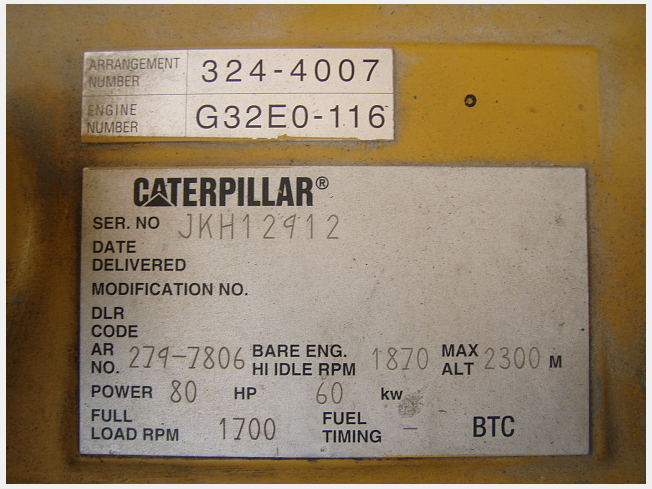 ARRANGEMENT NUMBER 324-4007
ENGINE NUMBER G32E0-116
CATERPILLAR®
SER. NO JKH12912
DATE
DELIVERED
MODIFICATION NO.
DLR
CODE
AR NO. 279-7806 BARE ENG. HI IDLE RPM 1870 MAX ALT 2300 M
POWER 80 HP 60 kw
FULL LOAD RPM 1700 FUEL TIMING - BTC